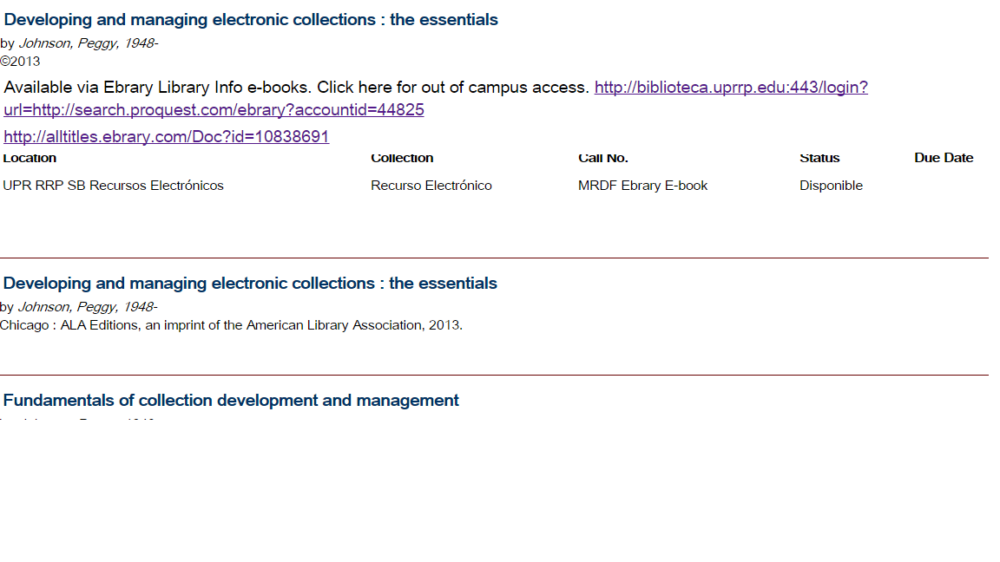 Developing and managing electronic collections : the essentials
by Johnson, Peggy, 1948-
©2013
Available via Ebrary Library Info e-books. Click here for out of campus access. http://biblioteca.uprrp.edu:443/login?
url=http://search.proquest.com/ebrary?accountid=44825
http://alltitles.ebrary.com/Doc?id=10838691
Location Collection Call No. Status Due Date
UPR RRP SB Recursos Electrónicos Recurso Electrónico MRDF Ebrary E-book Disponible
Developing and managing electronic collections : the essentials
by Johnson, Peggy, 1948-
Chicago : ALA Editions, an imprint of the American Library Association, 2013.
Fundamentals of collection development and management